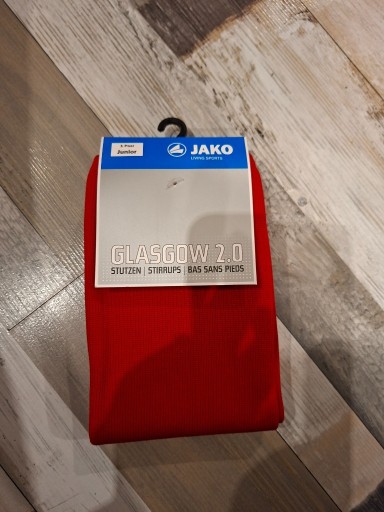 Junior
JAKO
LIVING SPORTS
GLASGOW 2.0
STUTZEN | STIRRUPS | BAS SANS PIEDS